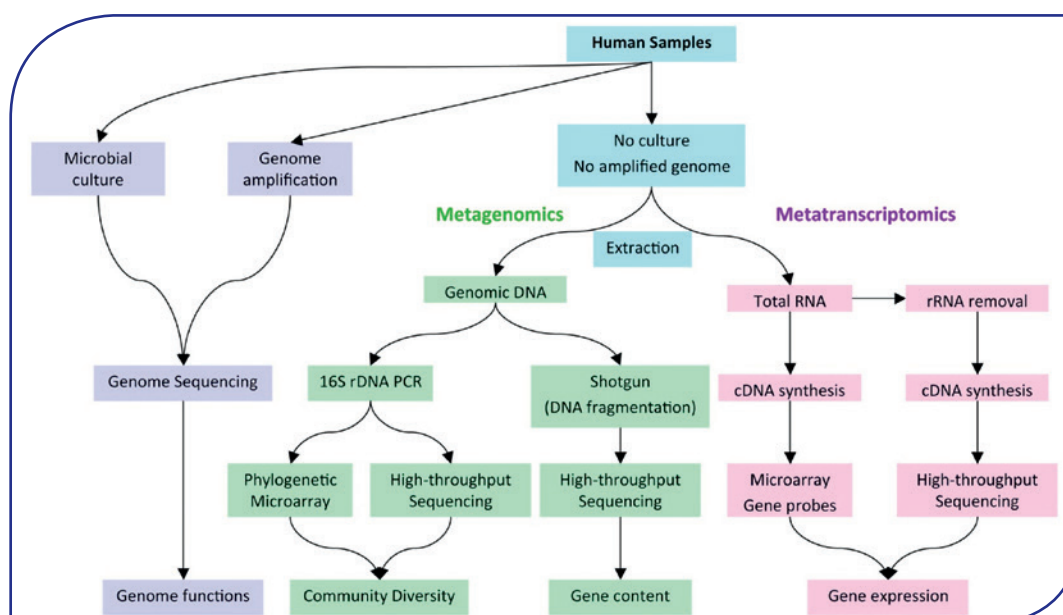 Human Samples
Microbial
culture
Genome
amplification
No culture
No amplified genome
Metagenomics
Metatranscriptomics
Extraction
Genomic DNA
Total RNA
rRNA removal
Genome Sequencing
16S rDNA PCR
Shotgun
(DNA fragmentation)
cDNA synthesis
cDNA synthesis
Phylogenetic
Microarray
High-throughput
Sequencing
High-throughput
Sequencing
Microarray
Gene probes
High-throughput
Sequencing
Genome functions
Community Diversity
Gene content
Gene expression